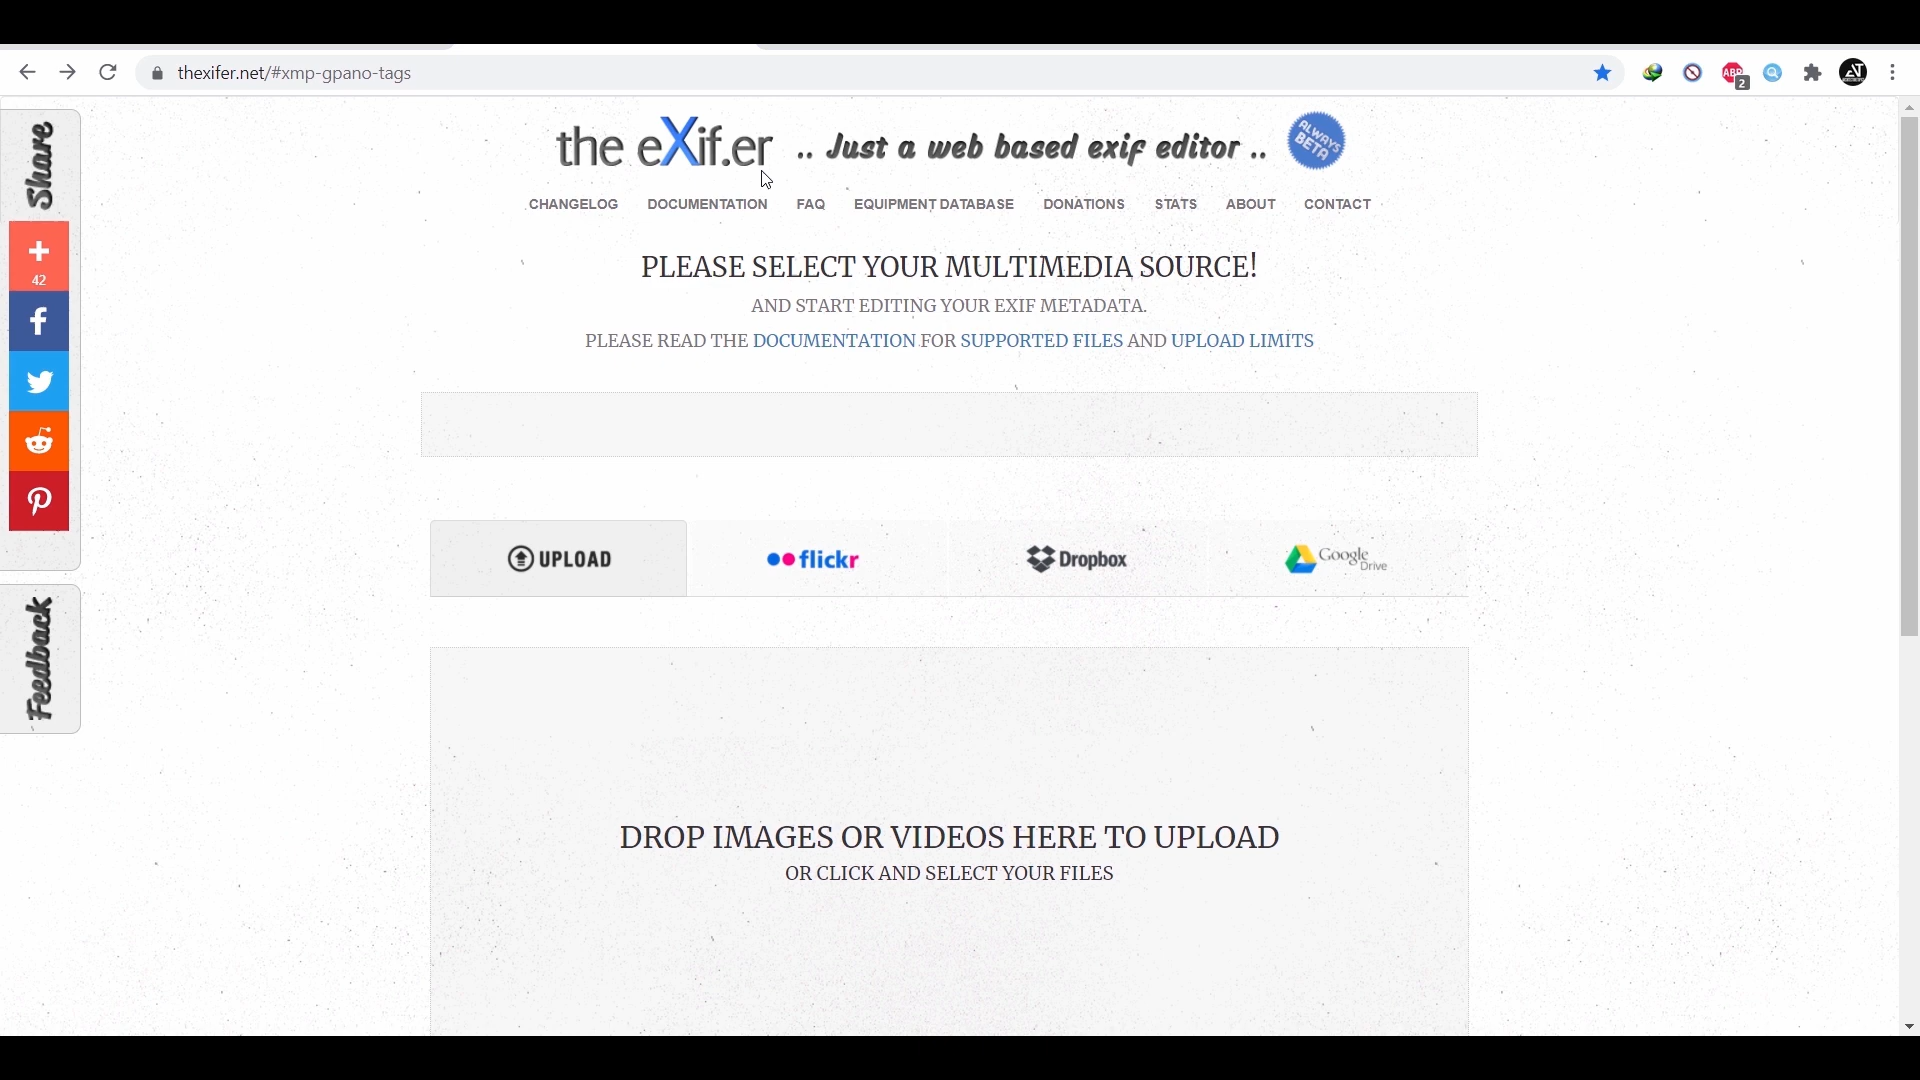 thexifer.net/#xmp-gpano-tags
ABP
2
Share
42
Feedback
the eXif.er
.. Just a web based exif editor ..
ALWAYS BETA
CHANGELOG DOCUMENTATION FAQ EQUIPMENT DATABASE DONATIONS STATS ABOUT CONTACT
PLEASE SELECT YOUR MULTIMEDIA SOURCE!
AND START EDITING YOUR EXIF METADATA.
PLEASE READ THE DOCUMENTATION FOR SUPPORTED FILES AND UPLOAD LIMITS
UPLOAD flickr Dropbox Google Drive
DROP IMAGES OR VIDEOS HERE TO UPLOAD
OR CLICK AND SELECT YOUR FILES